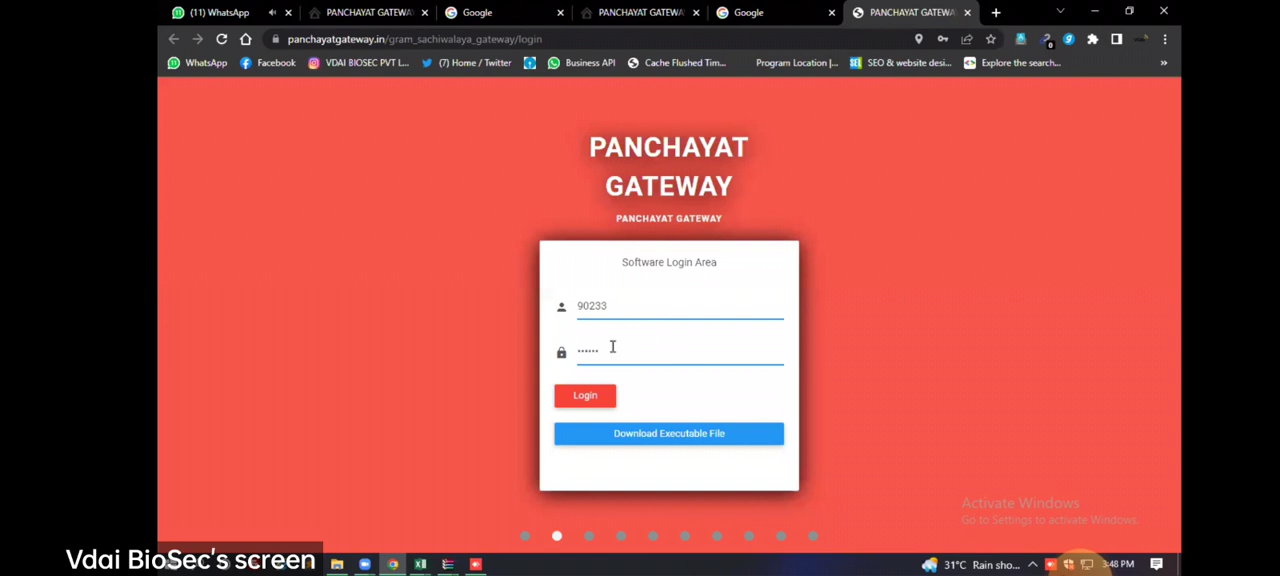 (11) WhatsApp
PANCHAYAT GATEWAY
Google
PANCHAYAT GATEWA
Google
PANCHAYAT GATEWA
panchayatgateway.in/gram_sachiwalaya_gateway/login
WhatsApp
Facebook
VDAI BIOSEC PVT L...
(7) Home / Twitter
Business API
Cache Flushed Tim...
Program Location |...
SEO & website desi...
Explore the search...
»
PANCHAYAT
GATEWAY
PANCHAYAT GATEWAY
Software Login Area
90233
......
Login
Download Executable File
Activate Windows
Go to Settings to activate Windows.
Vdai BioSec's screen
31°C Rain sho...
3:48 PM